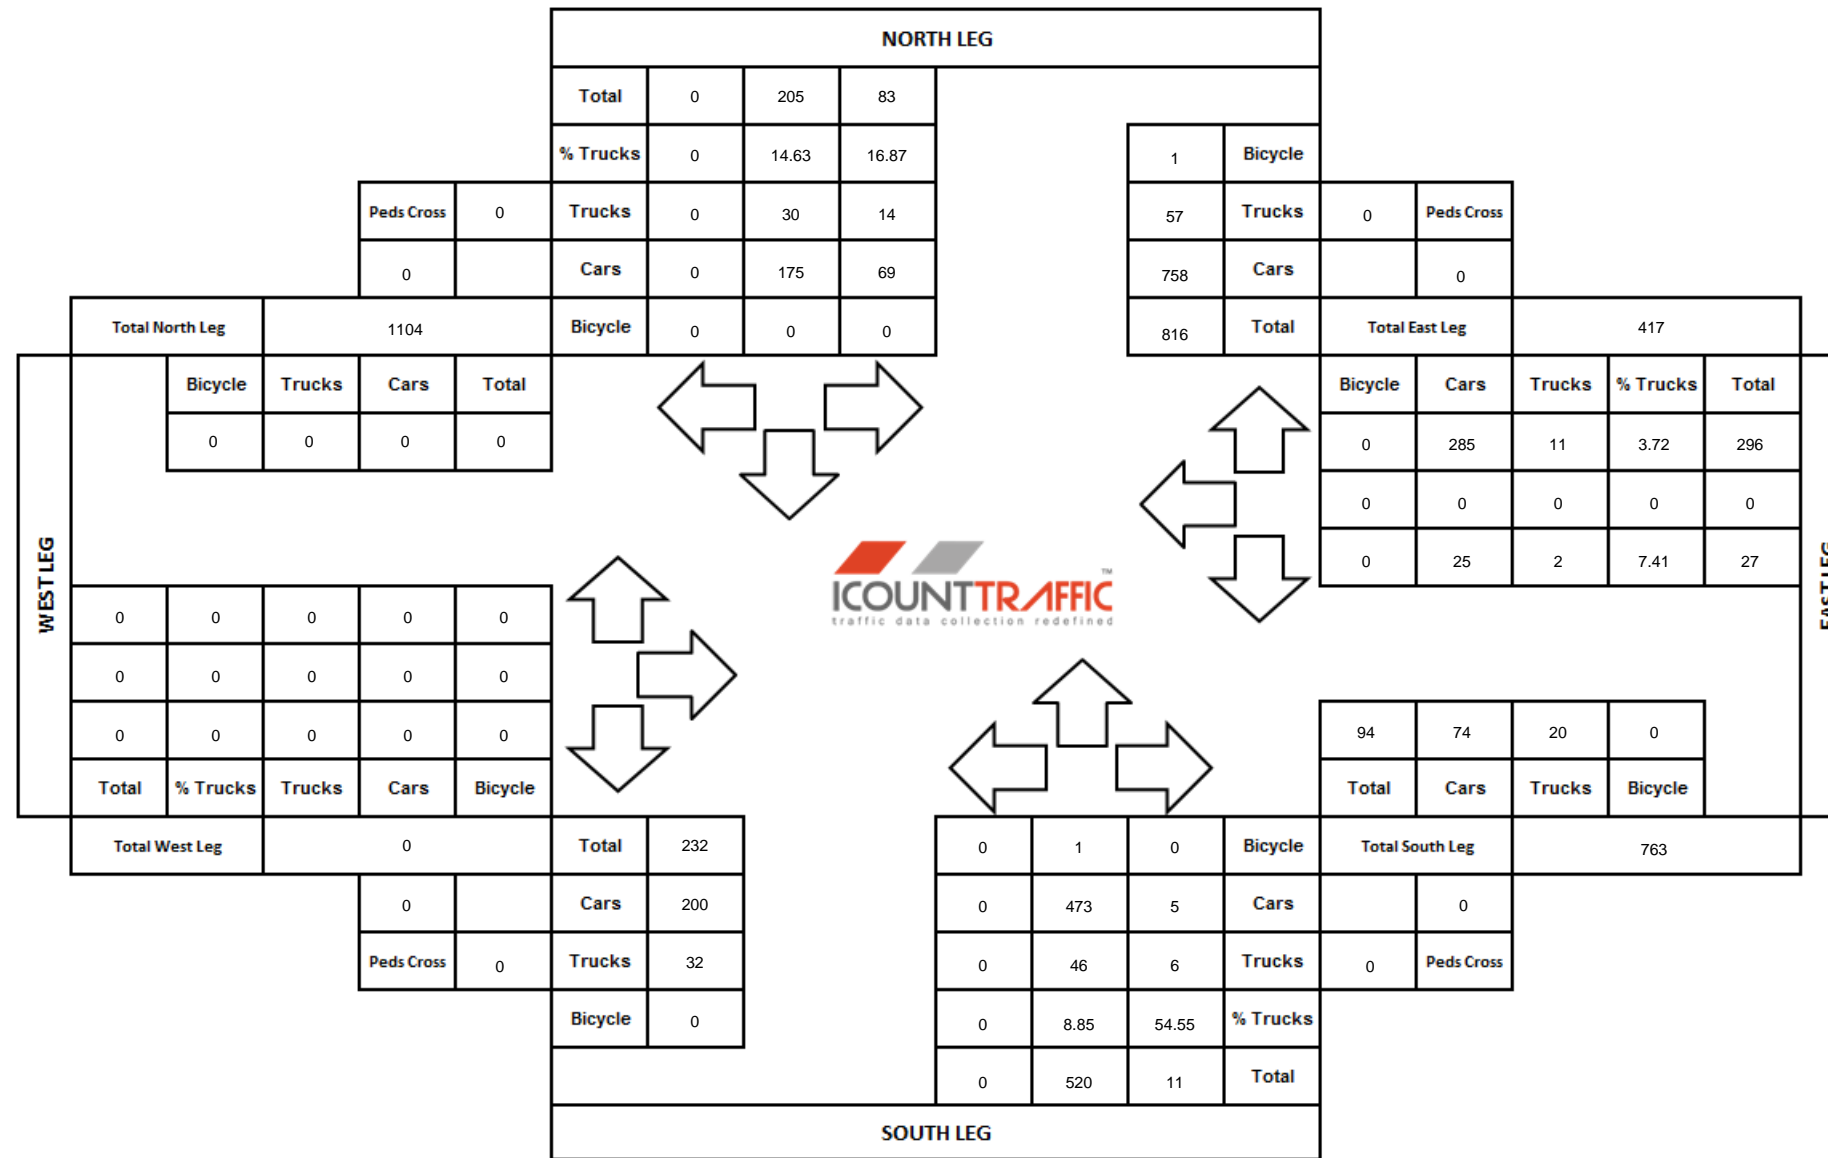 NORTH LEG
Total 0 205 83
% Trucks 0 14.63 16.87 1 Bicycle
Peds Cross 0 Trucks 0 30 14 57 Trucks 0 Peds Cross
0 Cars 0 175 69 758 Cars 0
Total North Leg 1104 Bicycle 0 0 0 816 Total Total East Leg 417
Bicycle Trucks Cars Total Bicycle Cars Trucks % Trucks Total
0 0 0 0 0 285 11 3.72 296
0 0 0 0 0
WEST LEG
0 25 2 7.41 27
EAST LEG
ICOUNTTRAFFIC™
traffic data collection redefined
0 0 0 0 0
0 0 0 0 0
0 0 0 0 0 94 74 20 0
Total % Trucks Trucks Cars Bicycle Total Cars Trucks Bicycle
Total West Leg 0 Total 232 0 1 0 Bicycle Total South Leg 763
0 Cars 200 0 473 5 Cars 0
Peds Cross 0 Trucks 32 0 46 6 Trucks 0 Peds Cross
Bicycle 0 0 8.85 54.55 % Trucks
0 520 11 Total
SOUTH LEG